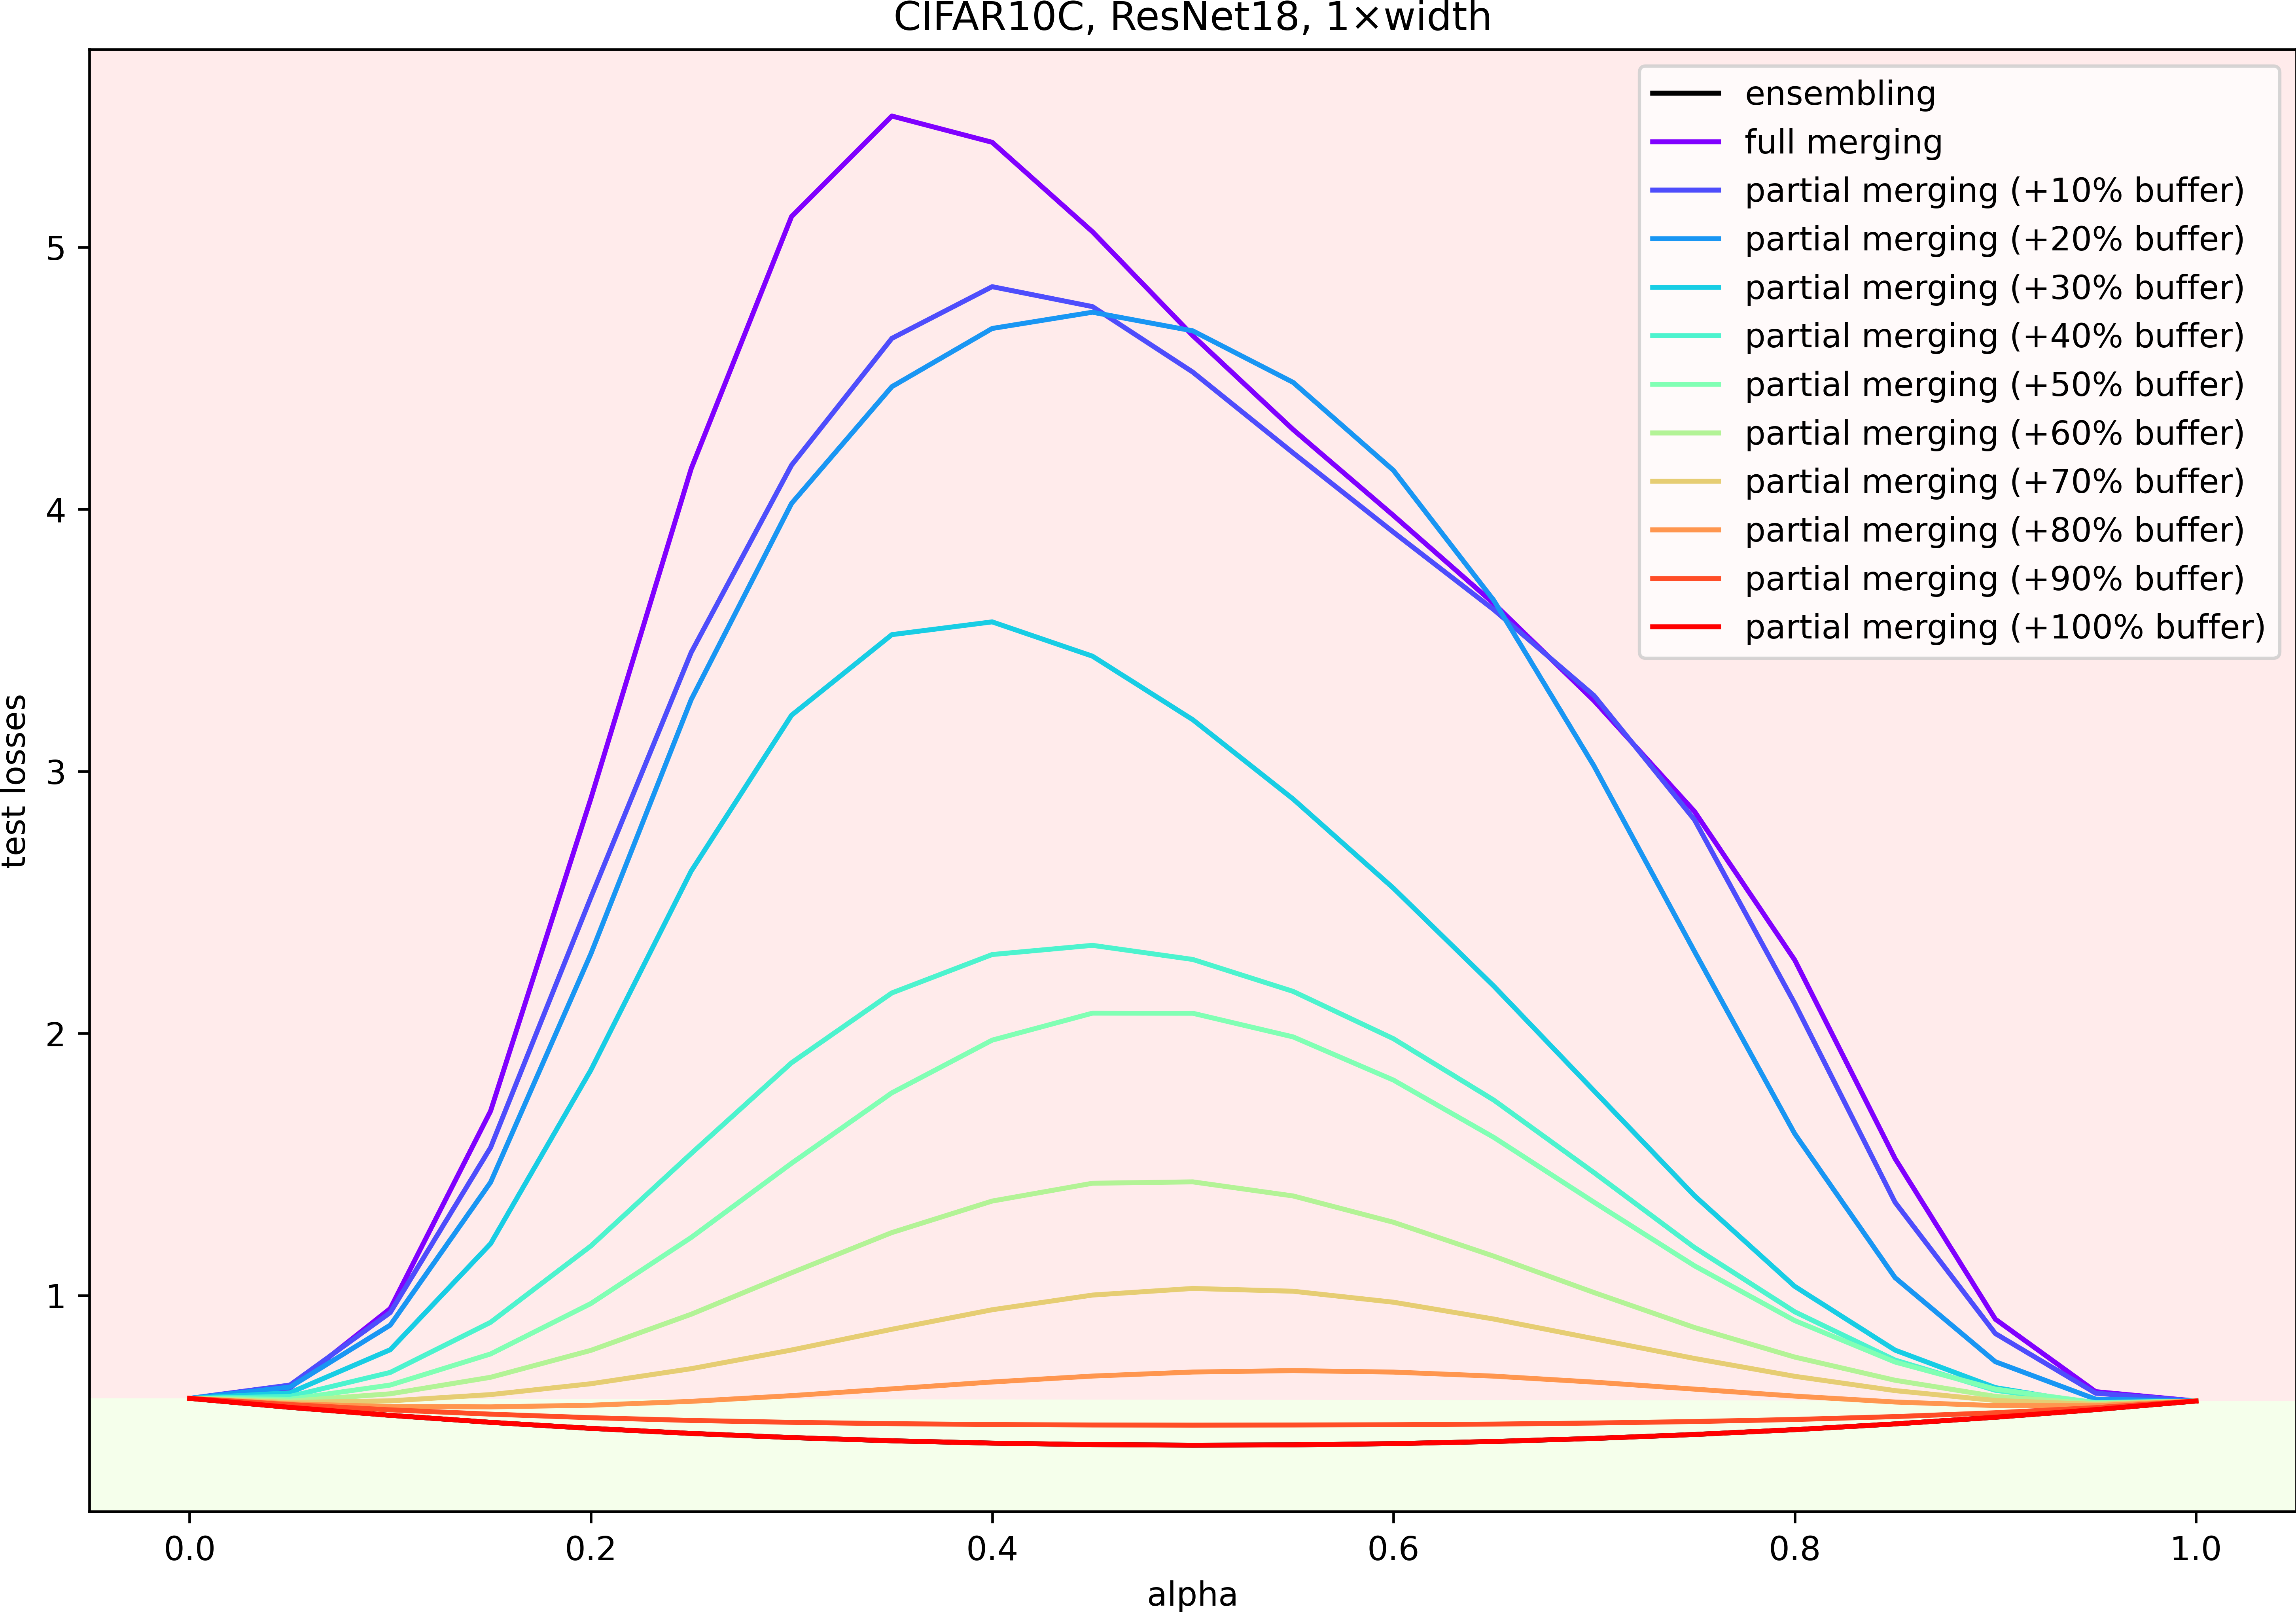 CIFAR10C, ResNet18, 1×width
ensembling
full merging
partial merging (+10% buffer)
partial merging (+20% buffer)
partial merging (+30% buffer)
partial merging (+40% buffer)
partial merging (+50% buffer)
partial merging (+60% buffer)
partial merging (+70% buffer)
partial merging (+80% buffer)
partial merging (+90% buffer)
partial merging (+100% buffer)
test losses
5
4
3
2
1
0.0 0.2 0.4 0.6 0.8 1.0
alpha